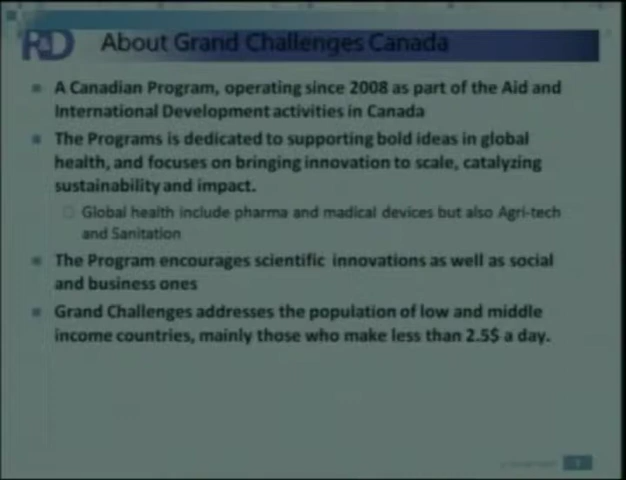 R&D
About Grand Challenges Canada
A Canadian Program, operating since 2008 as part of the Aid and
International Development activities in Canada
The Programs is dedicated to supporting bold ideas in global
health, and focuses on bringing innovation to scale, catalyzing
sustainability and impact.
Global health include pharma and madical devices but also Agri-tech
and Sanitation
The Program encourages scientific innovations as well as social
and business ones
Grand Challenges addresses the population of low and middle
income countries, mainly those who make less than 2.5$ a day.